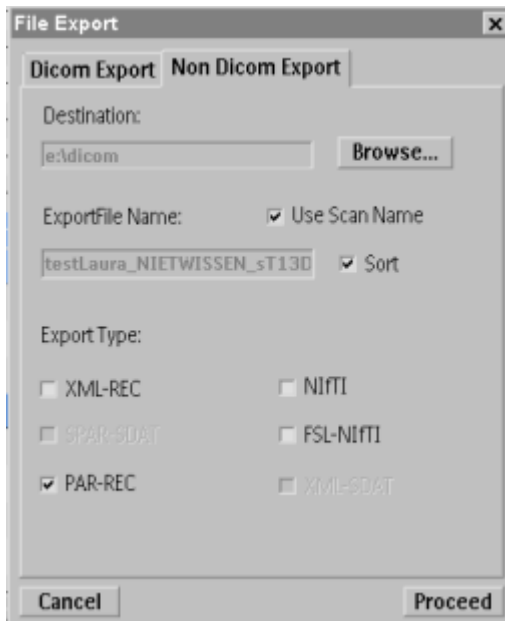 File Export
Dicom Export Non Dicom Export
Destination:
e:\dicom Browse...
ExportFile Name: Use Scan Name
testLaura_NIETWISSEN_sT13D Sort
Export Type:
XML-REC NIfTI
SPAR-SDAT FSL-NIfTI
PAR-REC XML-SDAT
Cancel Proceed